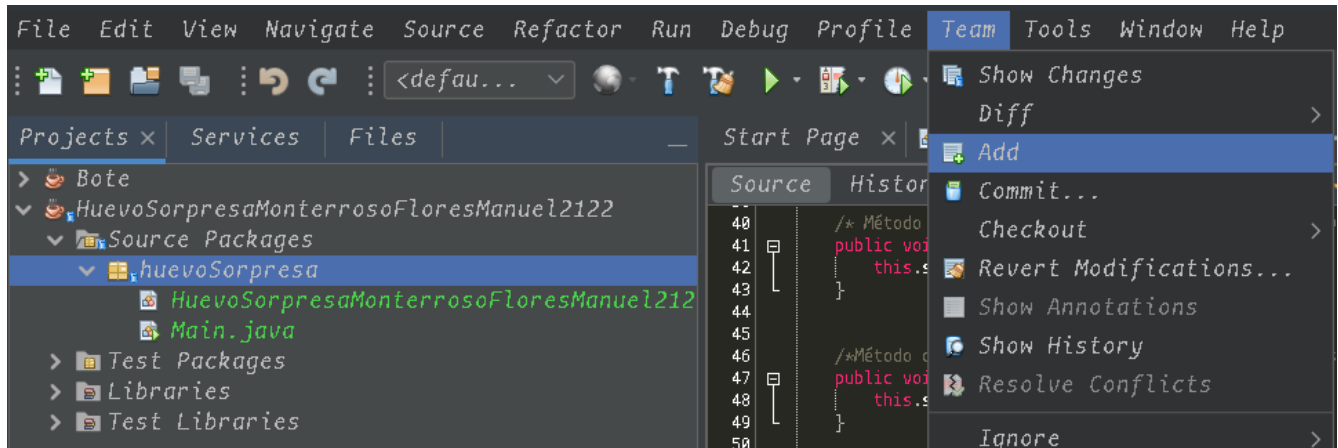 File Edit View Navigate Source Refactor Run Debug Profile Team Tools Window Help
<defau...
Projects Services Files
Bote
HuevoSorpresaMonterrosoFloresManuel2122
Source Packages
huevoSorpresa
HuevoSorpresaMonterrosoFloresManuel212
Main.java
Test Packages
Libraries
Test Libraries
Start Page
Source Histor
40 /* Método
41 public voi
42 this.s
43 }
44
45
46 /*Método
47 public voi
48 this.s
49 }
50
Show Changes
Diff
Add
Commit...
Checkout
Revert Modifications...
Show Annotations
Show History
Resolve Conflicts
Ignore